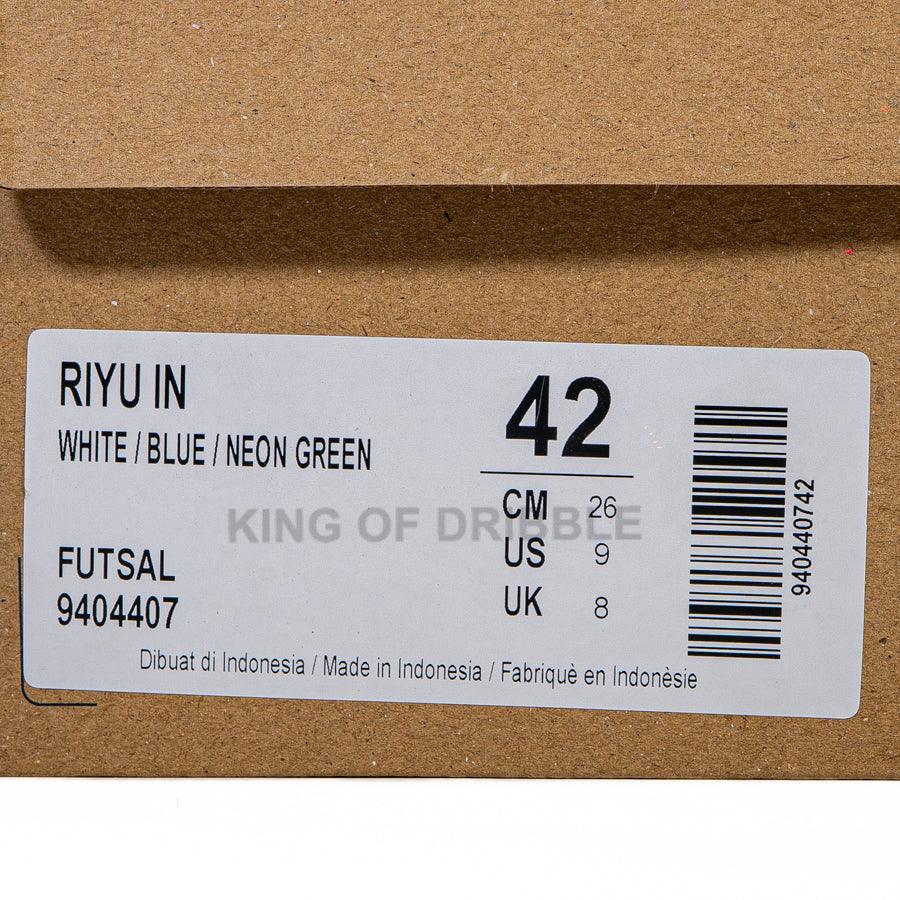 RIYU IN
WHITE / BLUE / NEON GREEN
42
CM 26
US 9
UK 8
KING OF DRIBBLE
FUTSAL
9404407
940440742
Dibuat di Indonesia / Made in Indonesia / Fabriquè en Indonèsie